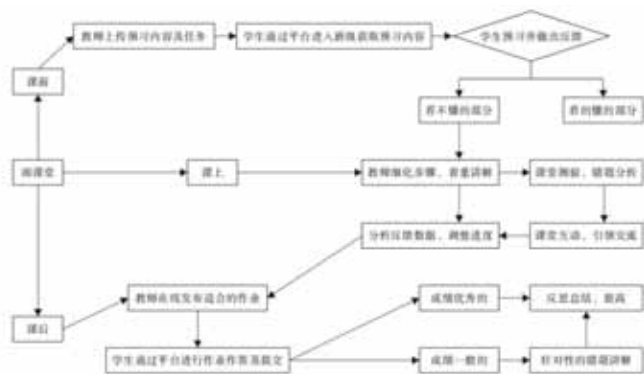 教师上传预习内容及任务
学生通过平台进入班级获取预习内容
学生预习并做出反馈
课前
看不懂的部分
看的懂的部分
雨课堂
课上
教师细化步骤、着重讲解
课堂测验、错题分析
分析反馈数据、调整进度
课堂互动、引领完成
教师在线发布适合的作业
成绩优秀的
反思总结、提高
课后
学生通过平台进行作业作答及提交
成绩一般的
针对性的错题讲解